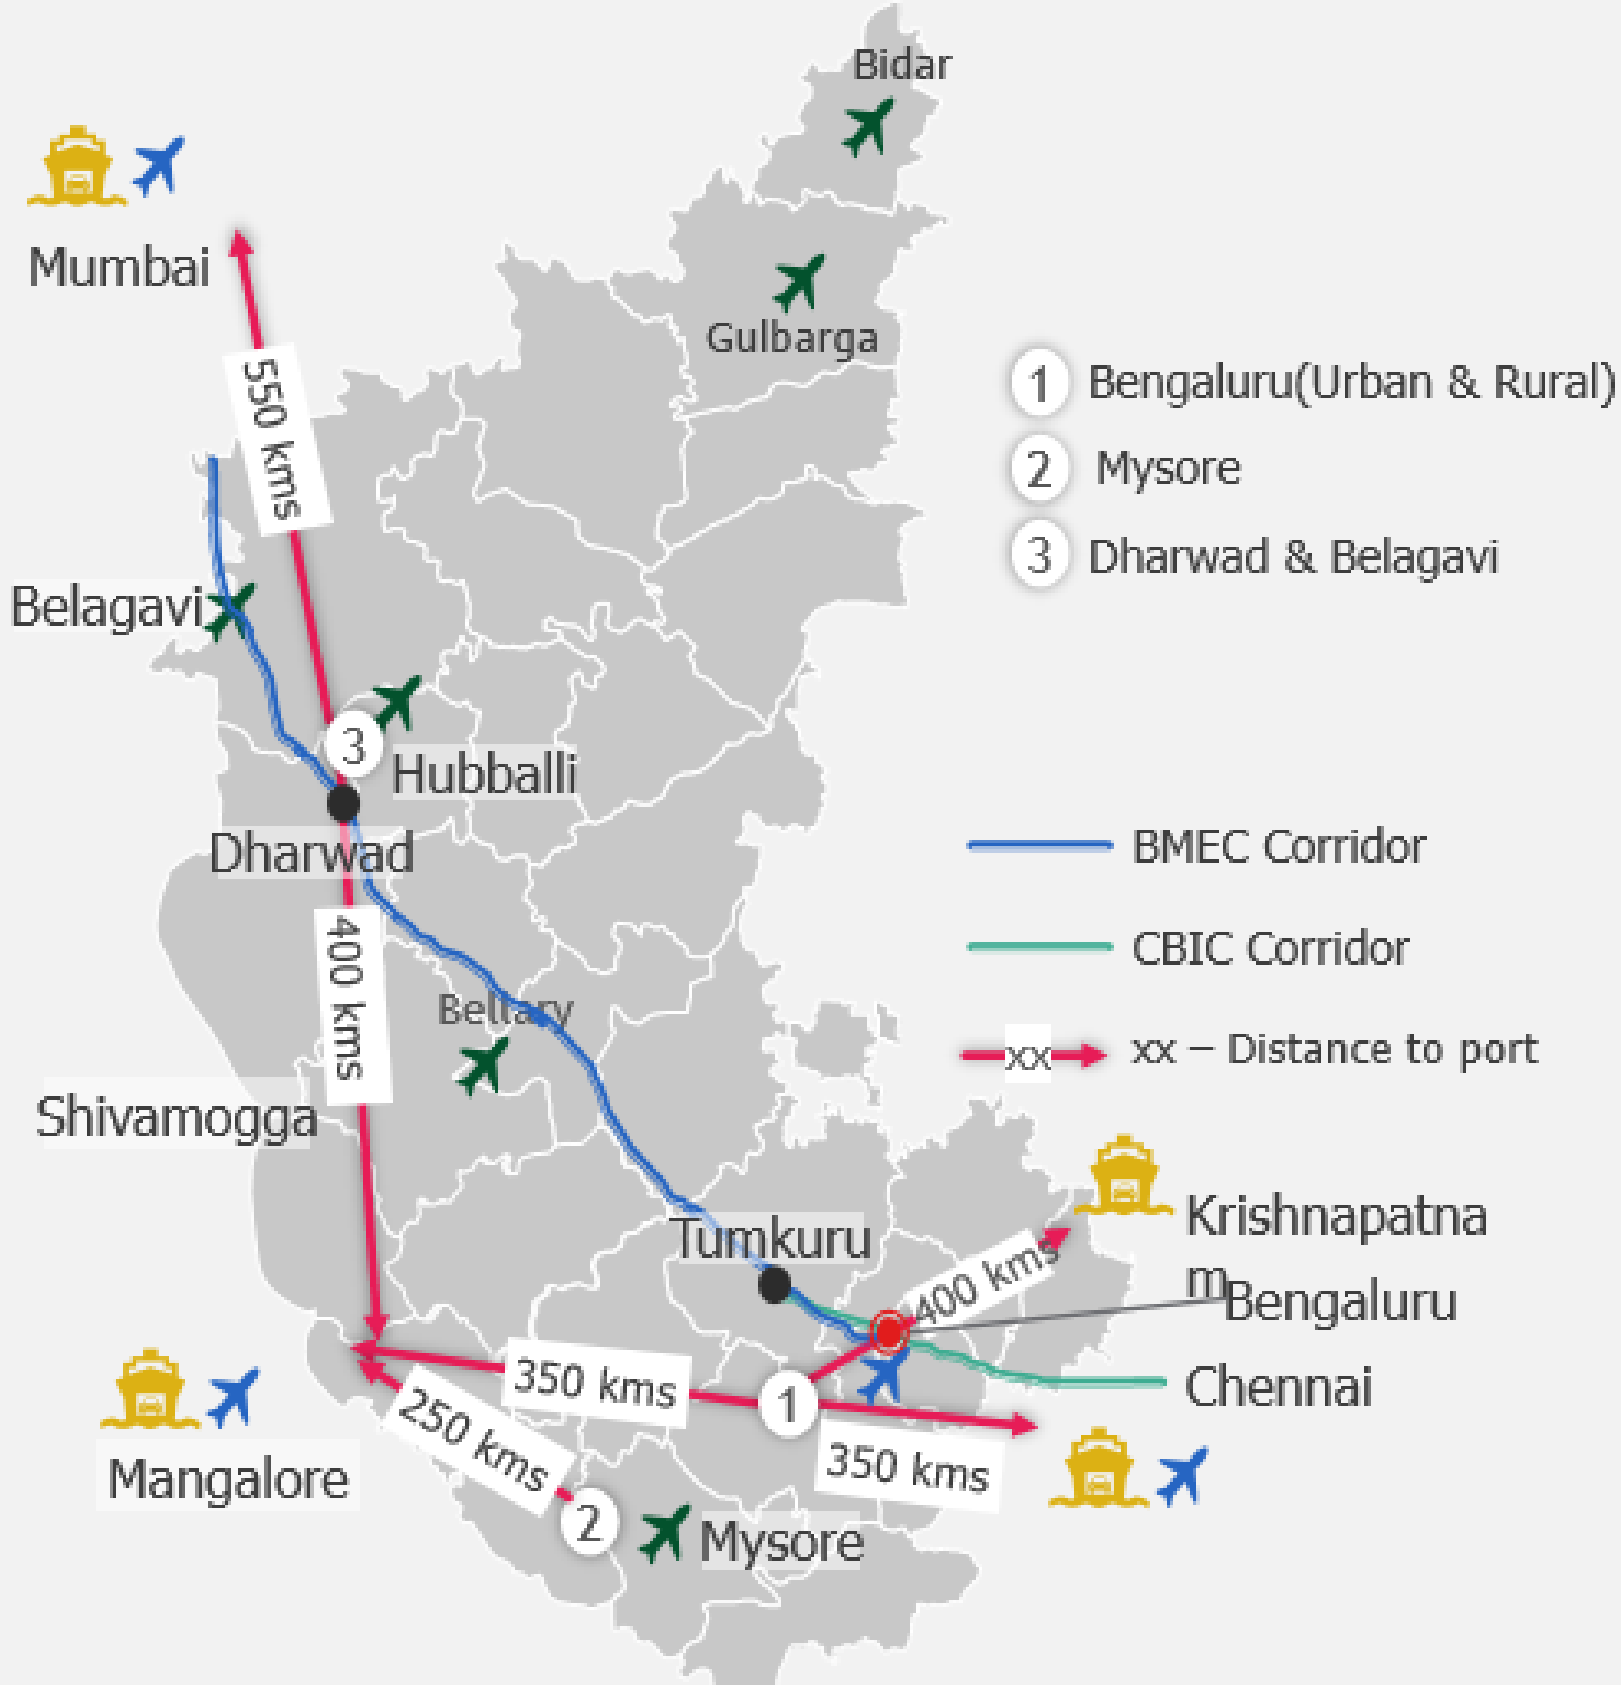 Bidar
Mumbai
Gulbarga
550 kms
1 Bengaluru(Urban & Rural)
2 Mysore
3 Dharwad & Belagavi
Belagavi
3
Hubballi
Dharwad
BMEC Corridor
CBIC Corridor
xx xx – Distance to port
400 kms
Bellary
Shivamogga
Tumkuru
Krishnapatna
m
400 kms
Bengaluru
Chennai
350 kms
1
250 kms
350 kms
Mangalore
2
Mysore